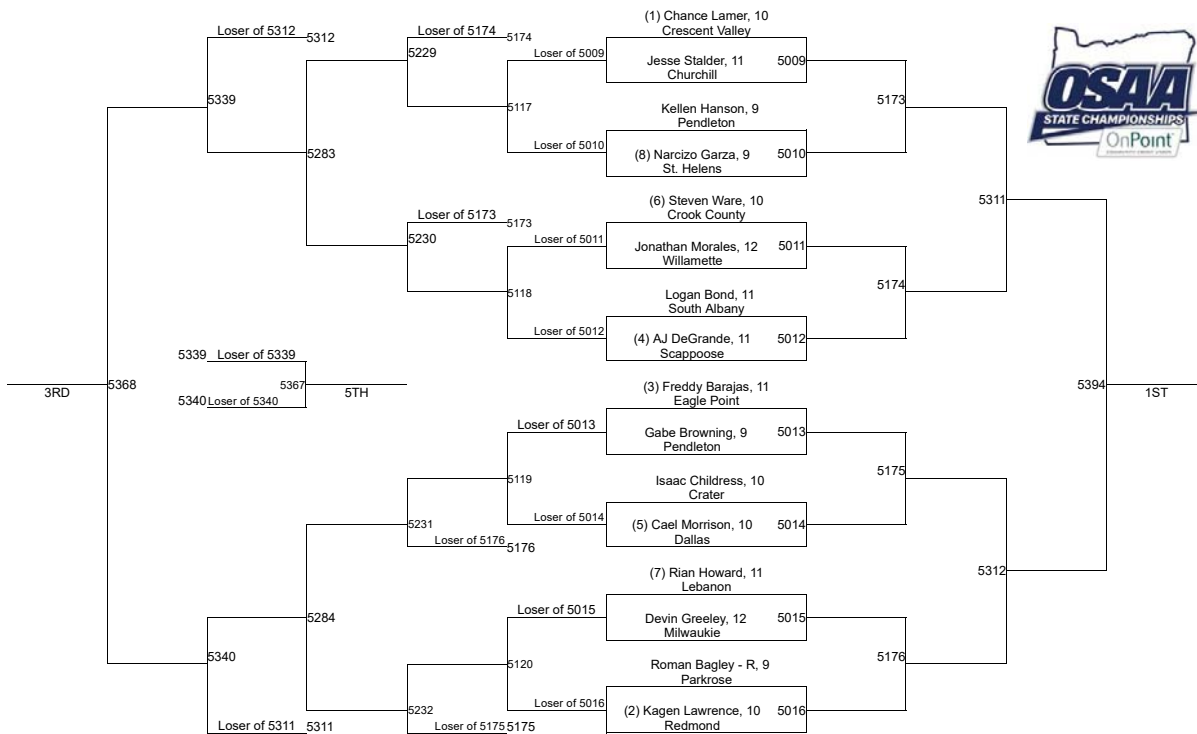 (1) Chance Lamer, 10
Crescent Valley
Jesse Stalder, 11
Churchill
5009
Kellen Hanson, 9
Pendleton
(8) Narcizo Garza, 9
St. Helens
5010
(6) Steven Ware, 10
Crook County
Jonathan Morales, 12
Willamette
5011
Logan Bond, 11
South Albany
(4) AJ DeGrande, 11
Scappoose
5012
(3) Freddy Barajas, 11
Eagle Point
Gabe Browning, 9
Pendleton
5013
Isaac Childress, 10
Crater
(5) Cael Morrison, 10
Dallas
5014
(7) Rian Howard, 11
Lebanon
Devin Greeley, 12
Milwaukie
5015
Roman Bagley - R, 9
Parkrose
(2) Kagen Lawrence, 10
Redmond
5016
5173
5174
5175
5176
5311
5312
5394
1ST
Loser of 5009
5117
Loser of 5010
Loser of 5011
5118
Loser of 5012
Loser of 5013
5119
Loser of 5014
Loser of 5015
5120
Loser of 5016
Loser of 5174
5174
5229
Loser of 5173
5173
5230
5231
Loser of 5176
5176
5232
Loser of 5175
5175
5283
5284
Loser of 5312
5312
5339
5340
Loser of 5311
5311
5339
Loser of 5339
5367
5TH
5340
Loser of 5340
3RD
5368
OSAA
STATE CHAMPIONSHIPS
OnPoint